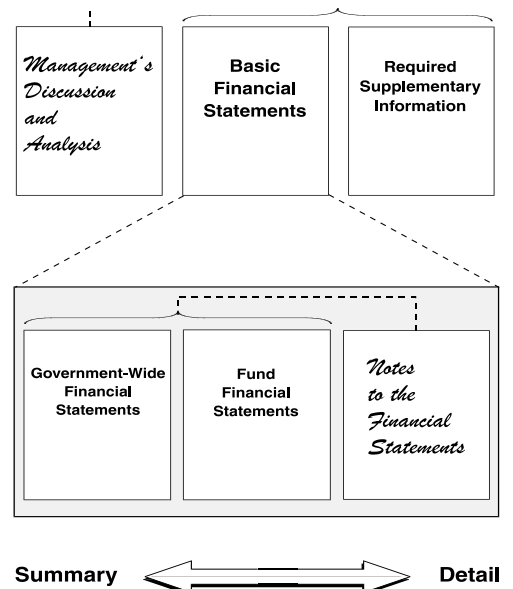 Management's
Discussion
and
Analysis
Basic
Financial
Statements
Required
Supplementary
Information
Government-Wide
Financial
Statements
Fund
Financial
Statements
Notes
to the
Financial
Statements
Summary
Detail